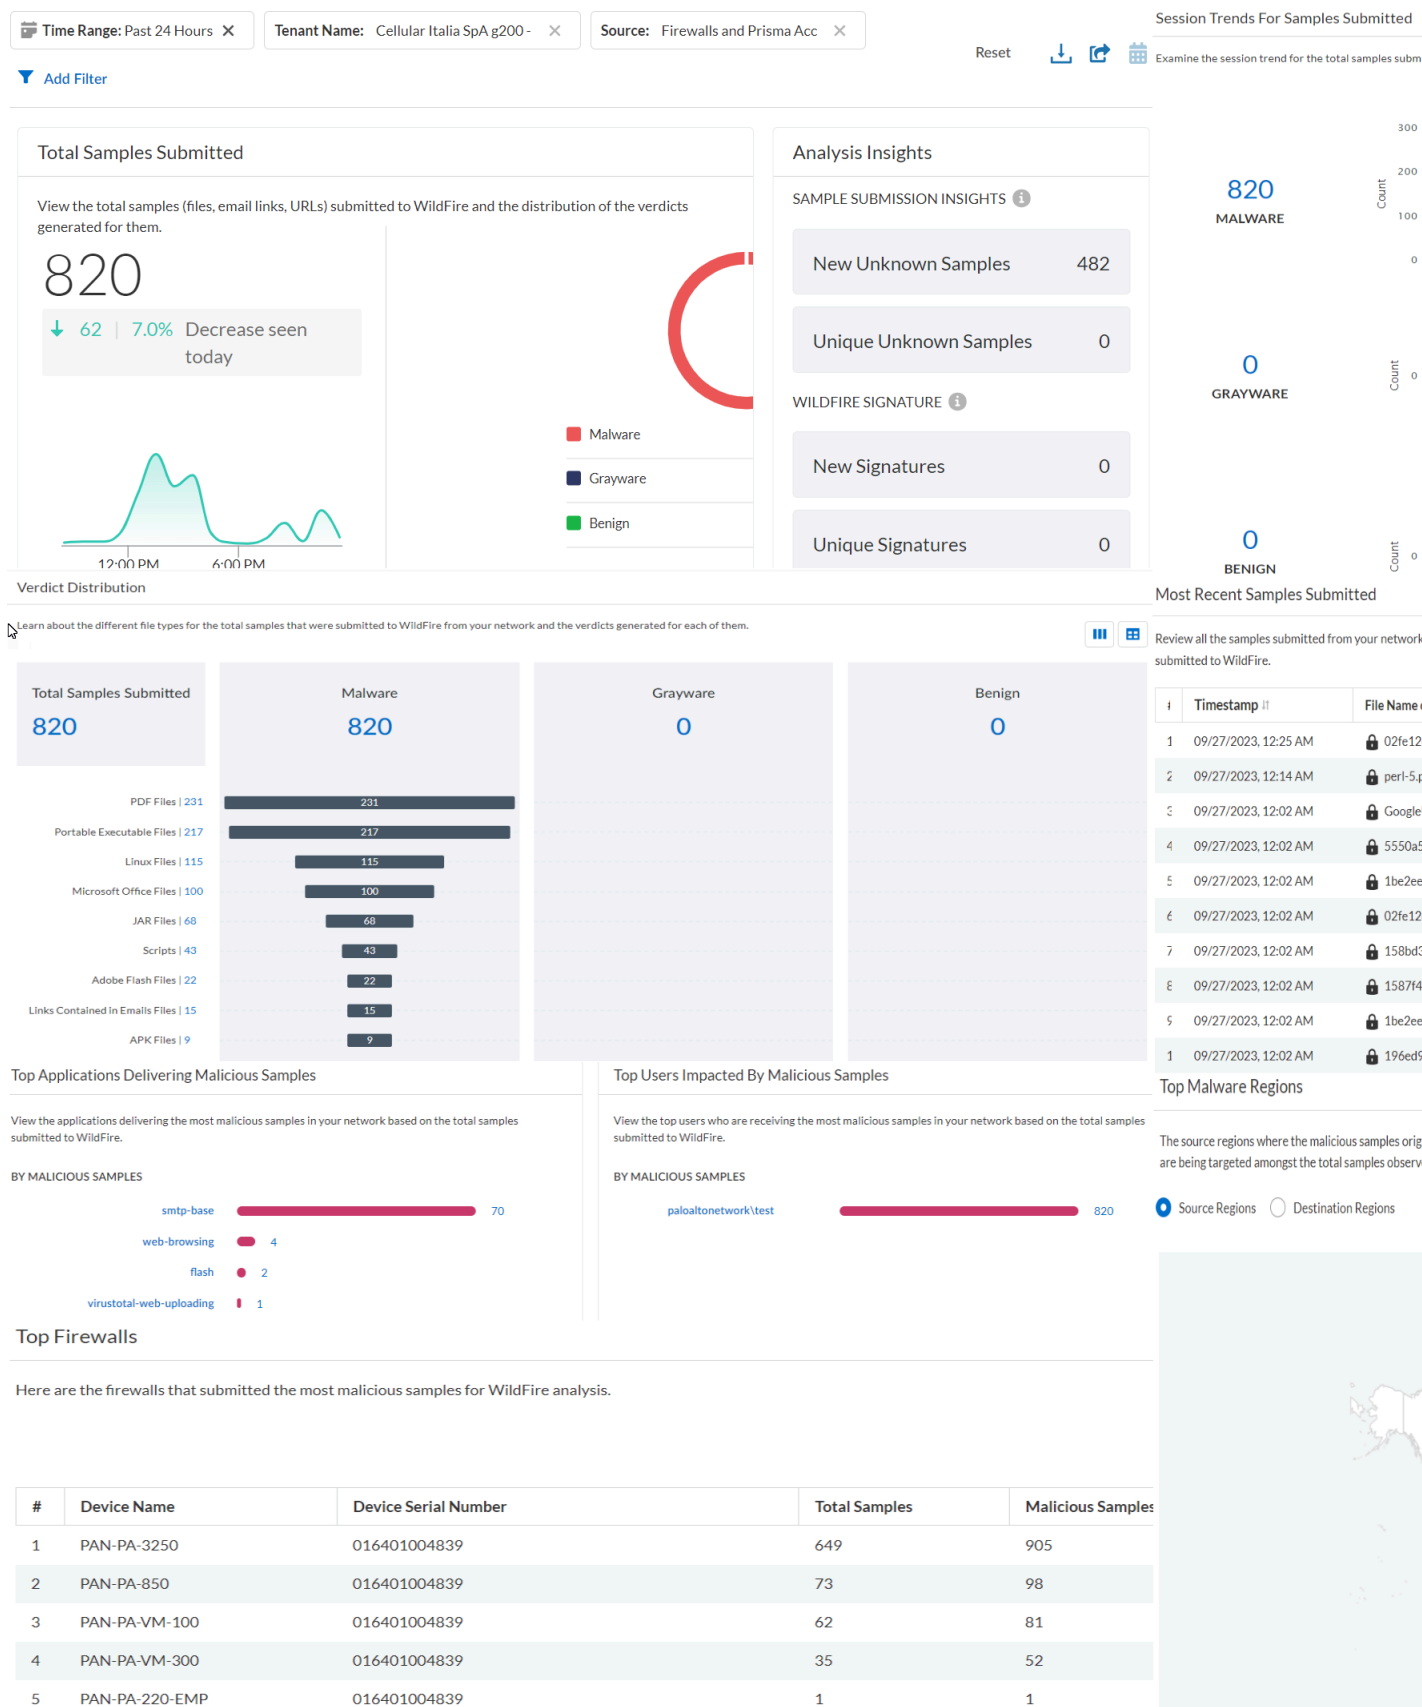 Time Range: Past 24 Hours ✕
Tenant Name: Cellular Italia SpA g200 - ✕
Source: Firewalls and Prisma Acc ✕
Reset
Add Filter
Total Samples Submitted
View the total samples (files, email links, URLs) submitted to WildFire and the distribution of the verdicts
generated for them.
820
62 | 7.0% Decrease seen
today
12:00 PM 6:00 PM
Malware
Grayware
Benign
Analysis Insights
SAMPLE SUBMISSION INSIGHTS
New Unknown Samples 482
Unique Unknown Samples 0
WILDFIRE SIGNATURE
New Signatures 0
Unique Signatures 0
Session Trends For Samples Submitted
Examine the session trend for the total samples subm
820
MALWARE
Count
300
200
100
0
0
GRAYWARE
Count
0
0
BENIGN
Count
0
Verdict Distribution
Learn about the different file types for the total samples that were submitted to WildFire from your network and the verdicts generated for each of them.
Total Samples Submitted
820
Malware
820
Grayware
0
Benign
0
PDF Files | 231 231
Portable Executable Files | 217 217
Linux Files | 115 115
Microsoft Office Files | 100 100
JAR Files | 68 68
Scripts | 43 43
Adobe Flash Files | 22 22
Links Contained in Emails Files | 15 15
APK Files | 9 9
Most Recent Samples Submitted
Review all the samples submitted from your network
submitted to WildFire.
Timestamp File Name
1 09/27/2023, 12:25 AM 02fe12
2 09/27/2023, 12:14 AM perl-5.p
3 09/27/2023, 12:02 AM Google
4 09/27/2023, 12:02 AM 5550a5
5 09/27/2023, 12:02 AM 1be2ee
6 09/27/2023, 12:02 AM 02fe12
7 09/27/2023, 12:02 AM 158bd3
8 09/27/2023, 12:02 AM 1587f4
9 09/27/2023, 12:02 AM 1be2ee
1 09/27/2023, 12:02 AM 196ed9
Top Applications Delivering Malicious Samples
View the applications delivering the most malicious samples in your network based on the total samples
submitted to WildFire.
BY MALICIOUS SAMPLES
smtp-base 70
web-browsing 4
flash 2
virustotal-web-uploading 1
Top Users Impacted By Malicious Samples
View the top users who are receiving the most malicious samples in your network based on the total samples
submitted to WildFire.
BY MALICIOUS SAMPLES
paloaltonetwork\test 820
Top Malware Regions
The source regions where the malicious samples orig
are being targeted amongst the total samples observ
Source Regions Destination Regions
Top Firewalls
Here are the firewalls that submitted the most malicious samples for WildFire analysis.
# Device Name Device Serial Number Total Samples Malicious Samples
1 PAN-PA-3250 016401004839 649 905
2 PAN-PA-850 016401004839 73 98
3 PAN-PA-VM-100 016401004839 62 81
4 PAN-PA-VM-300 016401004839 35 52
5 PAN-PA-220-EMP 016401004839 1 1